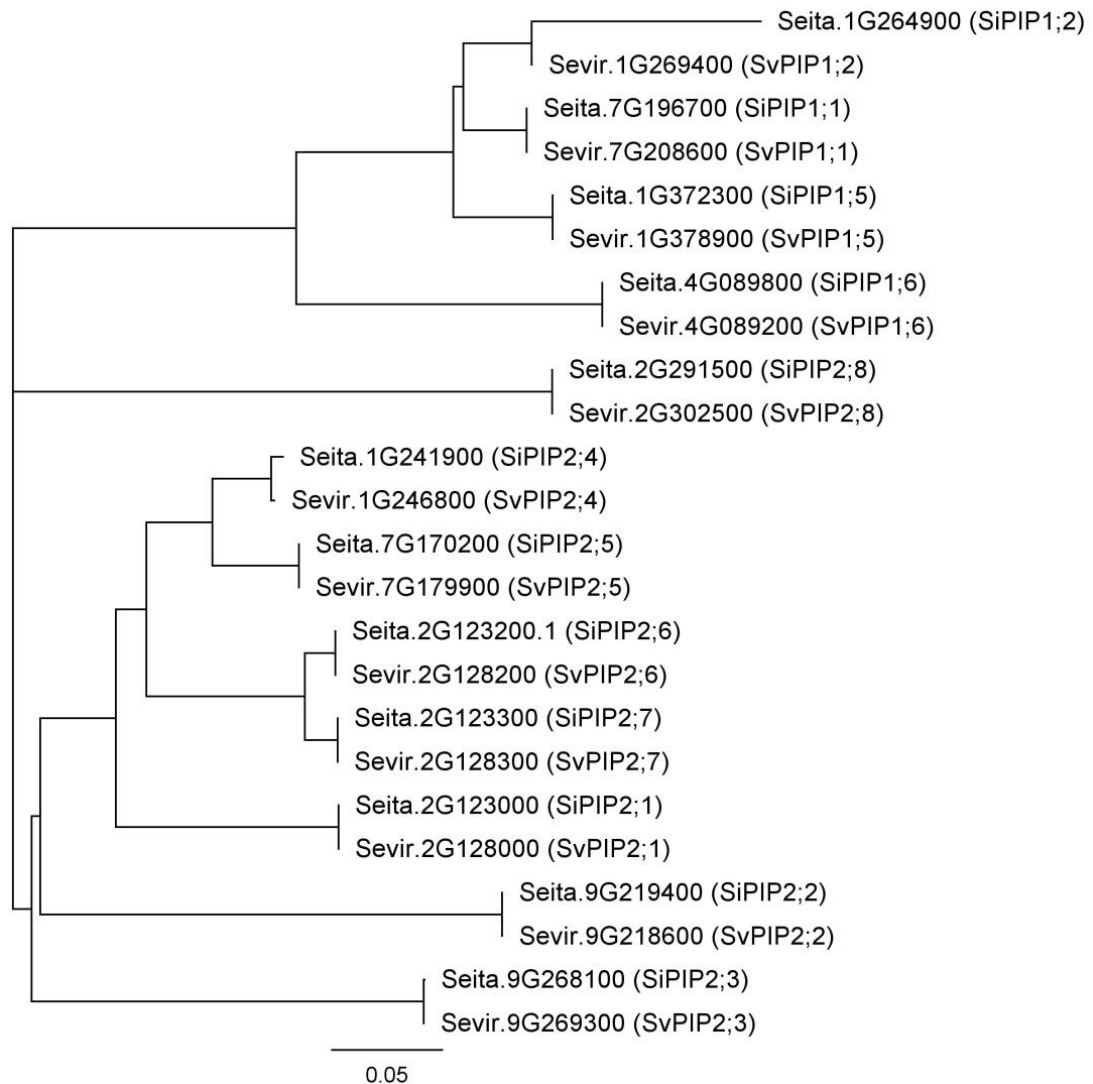 Seita.1G264900 (SiPIP1;2)
Sevir.1G269400 (SvPIP1;2)
Seita.7G196700 (SiPIP1;1)
Sevir.7G208600 (SvPIP1;1)
Seita.1G372300 (SiPIP1;5)
Sevir.1G378900 (SvPIP1;5)
Seita.4G089800 (SiPIP1;6)
Sevir.4G089200 (SvPIP1;6)
Seita.2G291500 (SiPIP2;8)
Sevir.2G302500 (SvPIP2;8)
Seita.1G241900 (SiPIP2;4)
Sevir.1G246800 (SvPIP2;4)
Seita.7G170200 (SiPIP2;5)
Sevir.7G179900 (SvPIP2;5)
Seita.2G123200.1 (SiPIP2;6)
Sevir.2G128200 (SvPIP2;6)
Seita.2G123300 (SiPIP2;7)
Sevir.2G128300 (SvPIP2;7)
Seita.2G123000 (SiPIP2;1)
Sevir.2G128000 (SvPIP2;1)
Seita.9G219400 (SiPIP2;2)
Sevir.9G218600 (SvPIP2;2)
Seita.9G268100 (SiPIP2;3)
Sevir.9G269300 (SvPIP2;3)
0.05